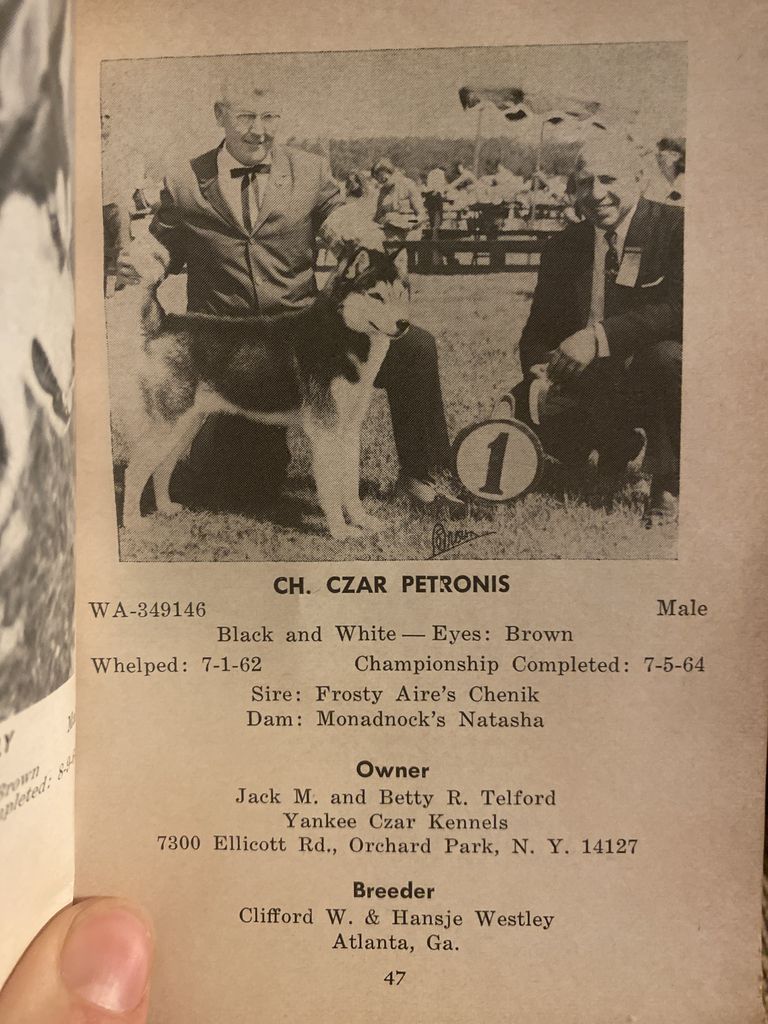 1
CH. CZAR PETRONIS
WA-349146 Male
Black and White — Eyes: Brown
Whelped: 7-1-62 Championship Completed: 7-5-64
Sire: Frosty Aire's Chenik
Dam: Monadnock's Natasha
Owner
Jack M. and Betty R. Telford
Yankee Czar Kennels
7300 Ellicott Rd., Orchard Park, N. Y. 14127
Breeder
Clifford W. & Hansje Westley
Atlanta, Ga.
47